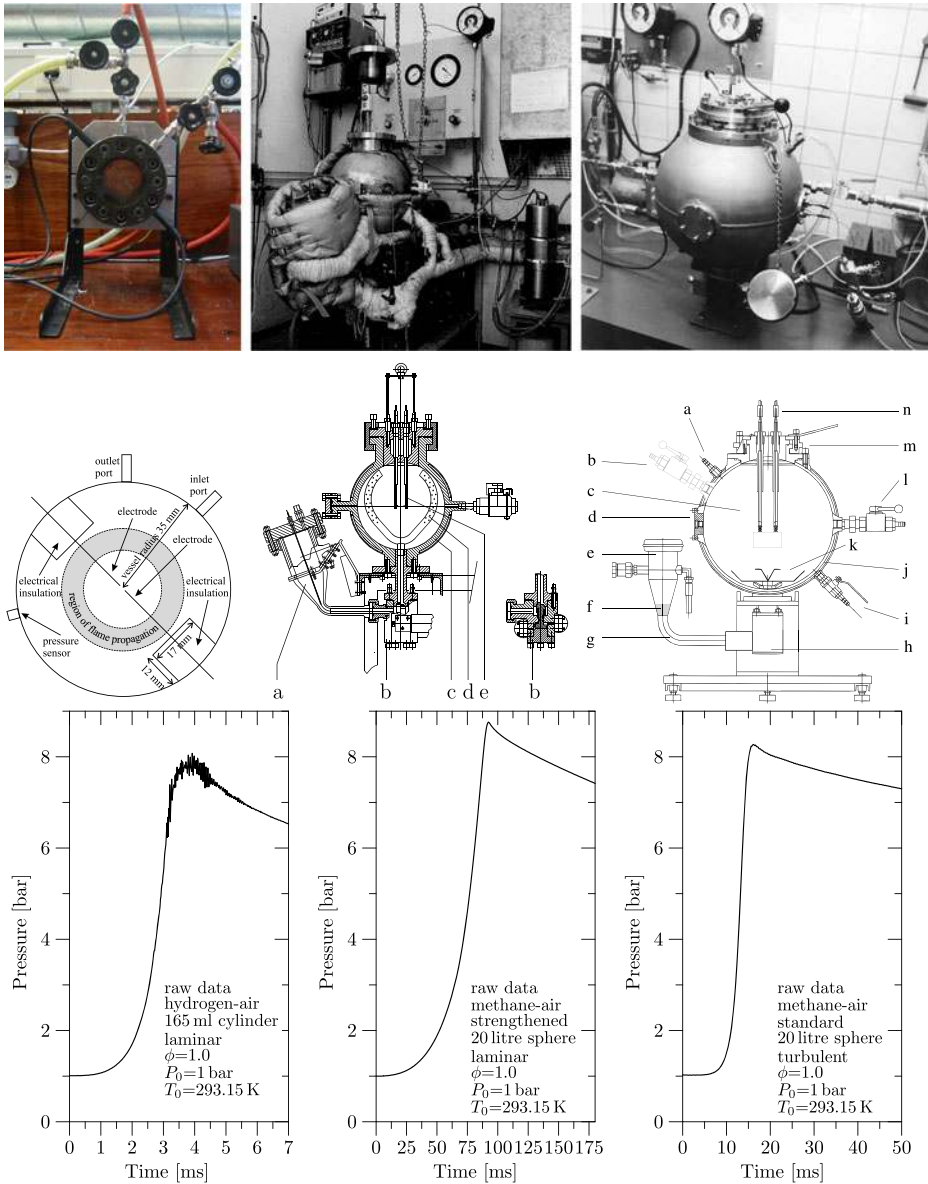 outlet
port
inlet
port
electrode
vessel radius 35 mm
electrode
electrical
insulation
electrical
insulation
region of flame propagation
pressure
sensor
17 mm
12 mm
a
b
c
d
e
b
a
b
c
d
e
f
g
n
m
l
k
j
i
h
Pressure [bar]
8
6
4
2
0
raw data
hydrogen-air
165 ml cylinder
laminar
ϕ=1.0
P₀=1 bar
T₀=293.15 K
0 1 2 3 4 5 6 7
Time [ms]
Pressure [bar]
8
6
4
2
0
raw data
methane-air
strengthened
20 litre sphere
laminar
ϕ=1.0
P₀=1 bar
T₀=293.15 K
0 25 50 75 100 125 150 175
Time [ms]
Pressure [bar]
8
6
4
2
0
raw data
methane-air
standard
20 litre sphere
turbulent
ϕ=1.0
P₀=1 bar
T₀=293.15 K
0 10 20 30 40 50
Time [ms]